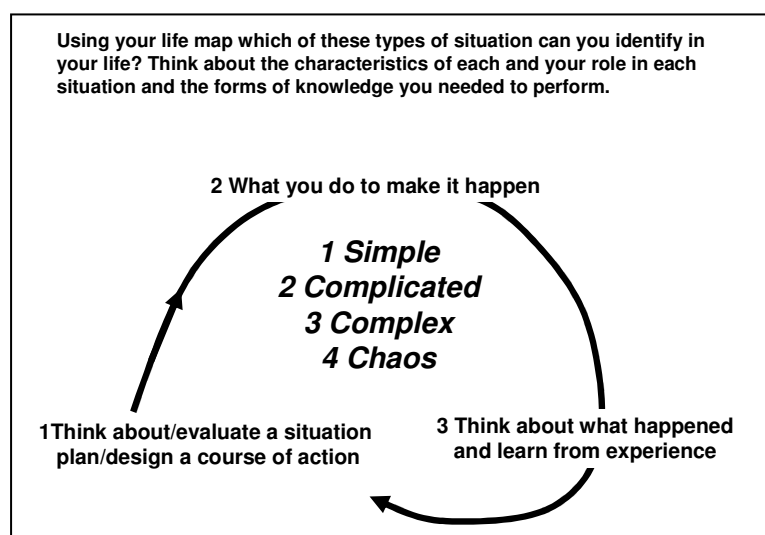 Using your life map which of these types of situation can you identify in
your life? Think about the characteristics of each and your role in each
situation and the forms of knowledge you needed to perform.
2 What you do to make it happen
1 Simple
2 Complicated
3 Complex
4 Chaos
1Think about/evaluate a situation
plan/design a course of action
3 Think about what happened
and learn from experience